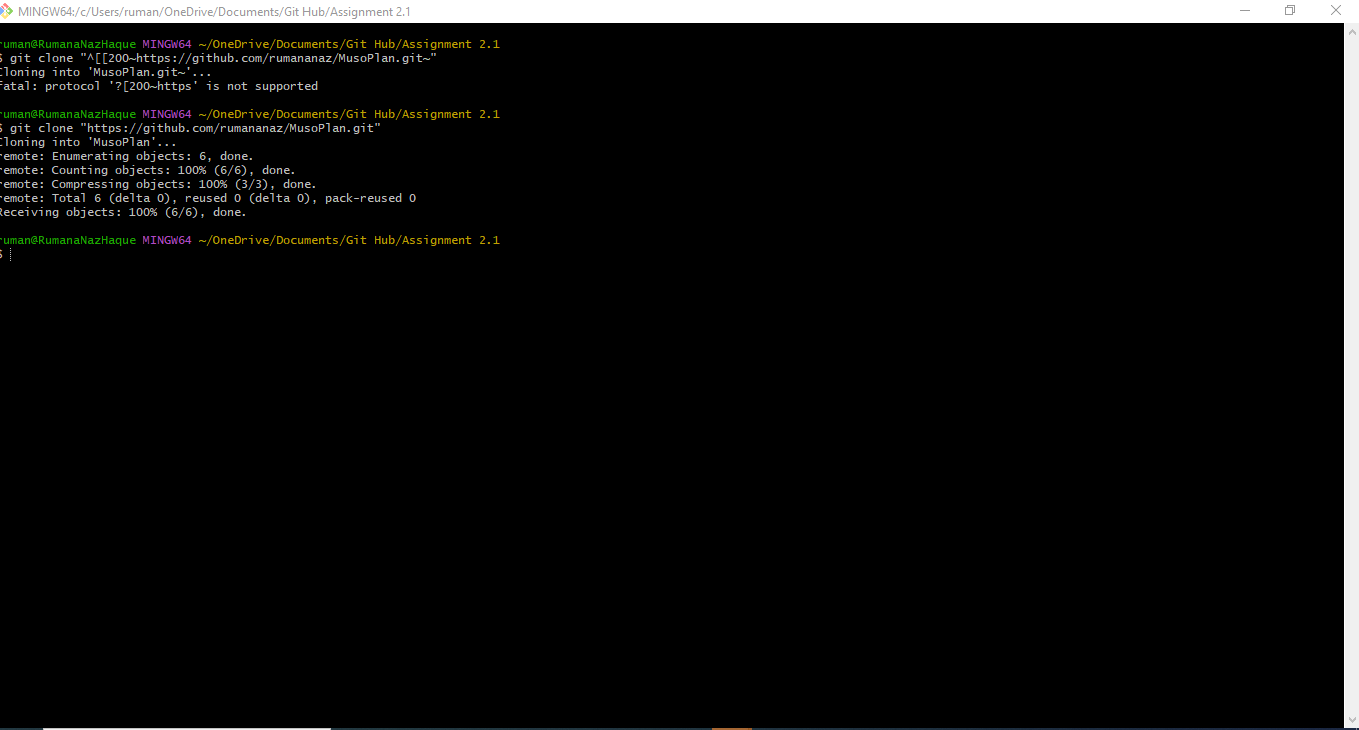 MINGW64:/c/Users/ruman/OneDrive/Documents/Git Hub/Assignment 2.1
ruman@RumanaNazHaque MINGW64 ~/OneDrive/Documents/Git Hub/Assignment 2.1
$ git clone "^[[200~https://github.com/rumananaz/MusoPlan.git~"
Cloning into 'MusoPlan.git~'...
fatal: protocol '?[200~https' is not supported
ruman@RumanaNazHaque MINGW64 ~/OneDrive/Documents/Git Hub/Assignment 2.1
$ git clone "https://github.com/rumananaz/MusoPlan.git"
Cloning into 'MusoPlan'...
remote: Enumerating objects: 6, done.
remote: Counting objects: 100% (6/6), done.
remote: Compressing objects: 100% (3/3), done.
remote: Total 6 (delta 0), reused 0 (delta 0), pack-reused 0
Receiving objects: 100% (6/6), done.
ruman@RumanaNazHaque MINGW64 ~/OneDrive/Documents/Git Hub/Assignment 2.1
$